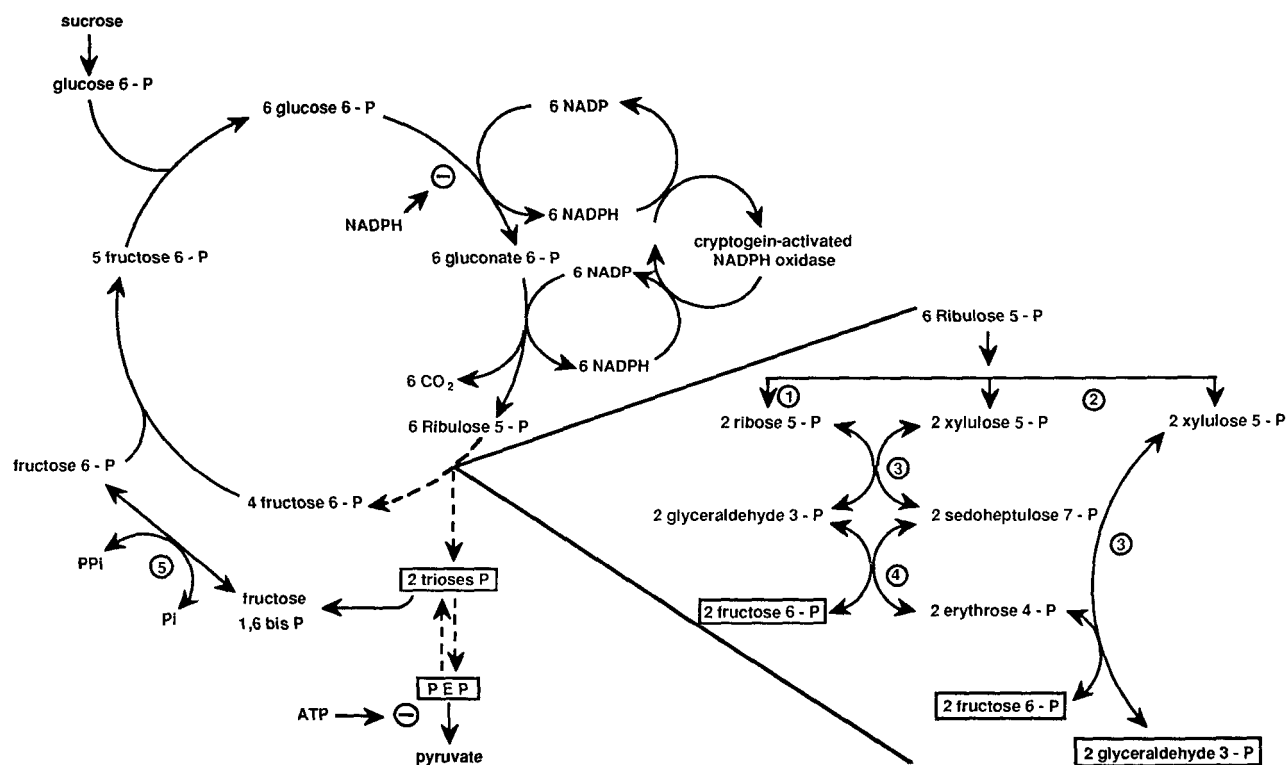 sucrose
glucose 6 - P
6 glucose 6 - P
6 NADP
NADPH
−
6 NADPH
5 fructose 6 - P
6 gluconate 6 - P
cryptogein-activated
NADPH oxidase
6 NADP
6 NADPH
6 CO2
6 Ribulose 5 - P
fructose 6 - P
4 fructose 6 - P
PPi
5
Pi
fructose
1,6 bis P
2 trioses P
P E P
ATP
−
pyruvate
6 Ribulose 5 - P
1
2
2 ribose 5 - P
2 xylulose 5 - P
2 xylulose 5 - P
3
2 glyceraldehyde 3 - P
2 sedoheptulose 7 - P
3
4
2 fructose 6 - P
2 erythrose 4 - P
2 fructose 6 - P
2 glyceraldehyde 3 - P